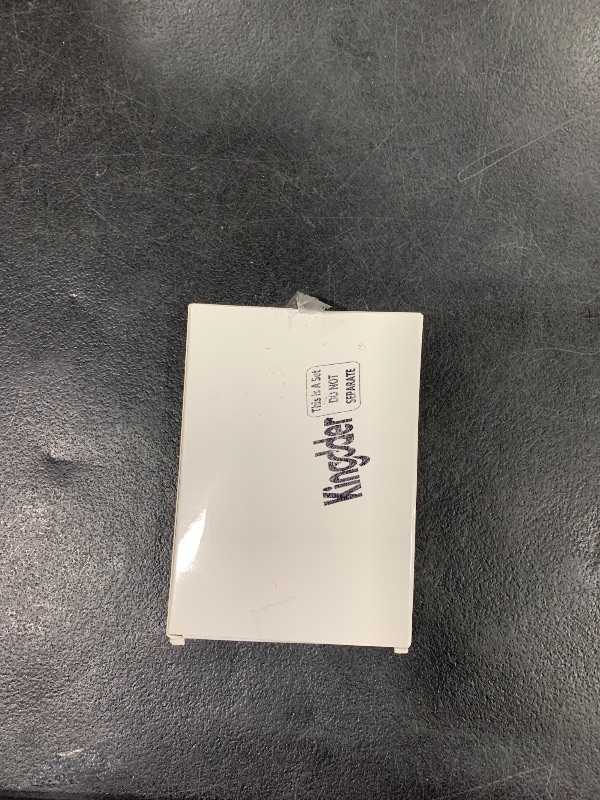 This Is A Set
DO NOT
SEPARATE
Kingdder